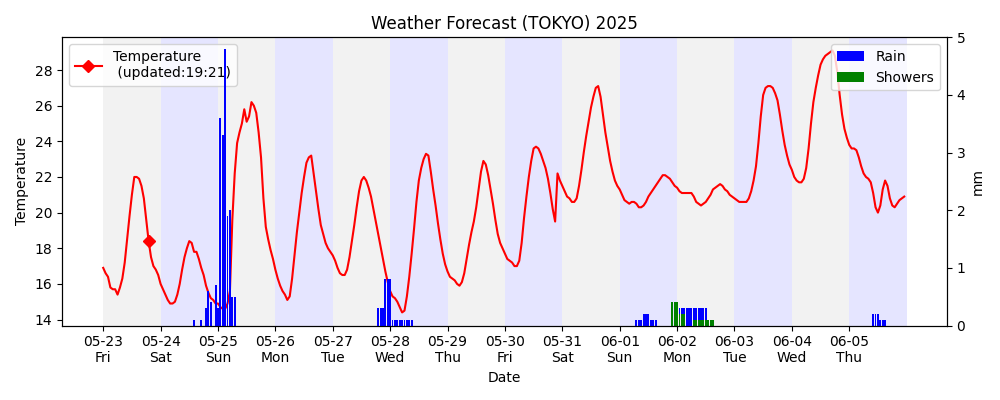 Weather Forecast (TOKYO) 2025
Temperature
(updated:19:21)
Rain
Showers
Temperature
28
26
24
22
20
18
16
14
5
4
3
2
1
0
mm
05-23 05-24 05-25 05-26 05-27 05-28 05-29 05-30 05-31 06-01 06-02 06-03 06-04 06-05
Fri Sat Sun Mon Tue Wed Thu Fri Sat Sun Mon Tue Wed Thu
Date